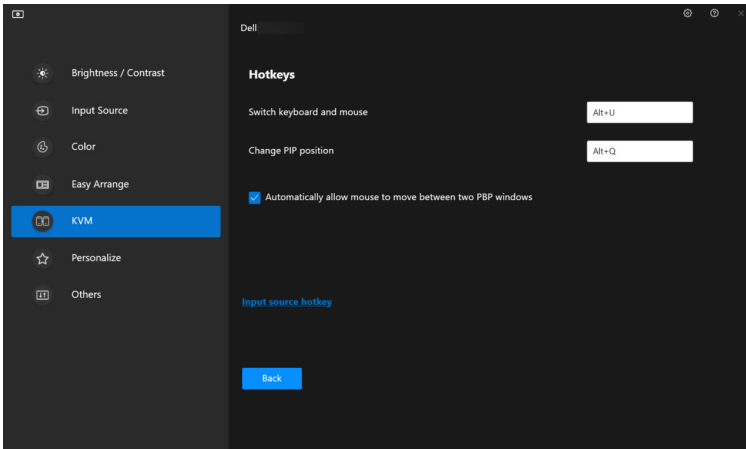 Dell
Brightness / Contrast
Input Source
Color
Easy Arrange
KVM
Personalize
Others
Hotkeys
Switch keyboard and mouse
Alt+U
Change PIP position
Alt+Q
Automatically allow mouse to move between two PBP windows
Input source hotkey
Back